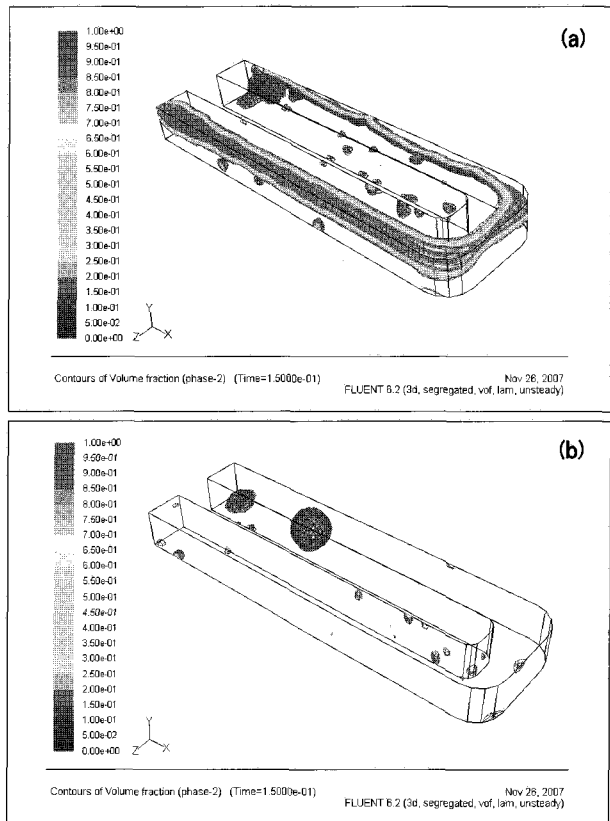 (a)
1.00e+00
9.50e-01
9.00e-01
8.50e-01
8.00e-01
7.50e-01
7.00e-01
6.50e-01
6.00e-01
5.50e-01
5.00e-01
4.50e-01
4.00e-01
3.50e-01
3.00e-01
2.50e-01
2.00e-01
1.50e-01
1.00e-01
5.00e-02
0.00e+00
Y
Z X
Contours of Volume fraction (phase-2) (Time=1.5000e-01)
Nov 26, 2007
FLUENT 6.2 (3d, segregated, vof, lam, unsteady)
(b)
1.00e+00
9.50e-01
9.00e-01
8.50e-01
8.00e-01
7.50e-01
7.00e-01
6.50e-01
6.00e-01
5.50e-01
5.00e-01
4.50e-01
4.00e-01
3.50e-01
3.00e-01
2.50e-01
2.00e-01
1.50e-01
1.00e-01
5.00e-02
0.00e+00
Y
Z X
Contours of Volume fraction (phase-2) (Time=1.5000e-01)
Nov 26, 2007
FLUENT 6.2 (3d, segregated, vof, lam, unsteady)